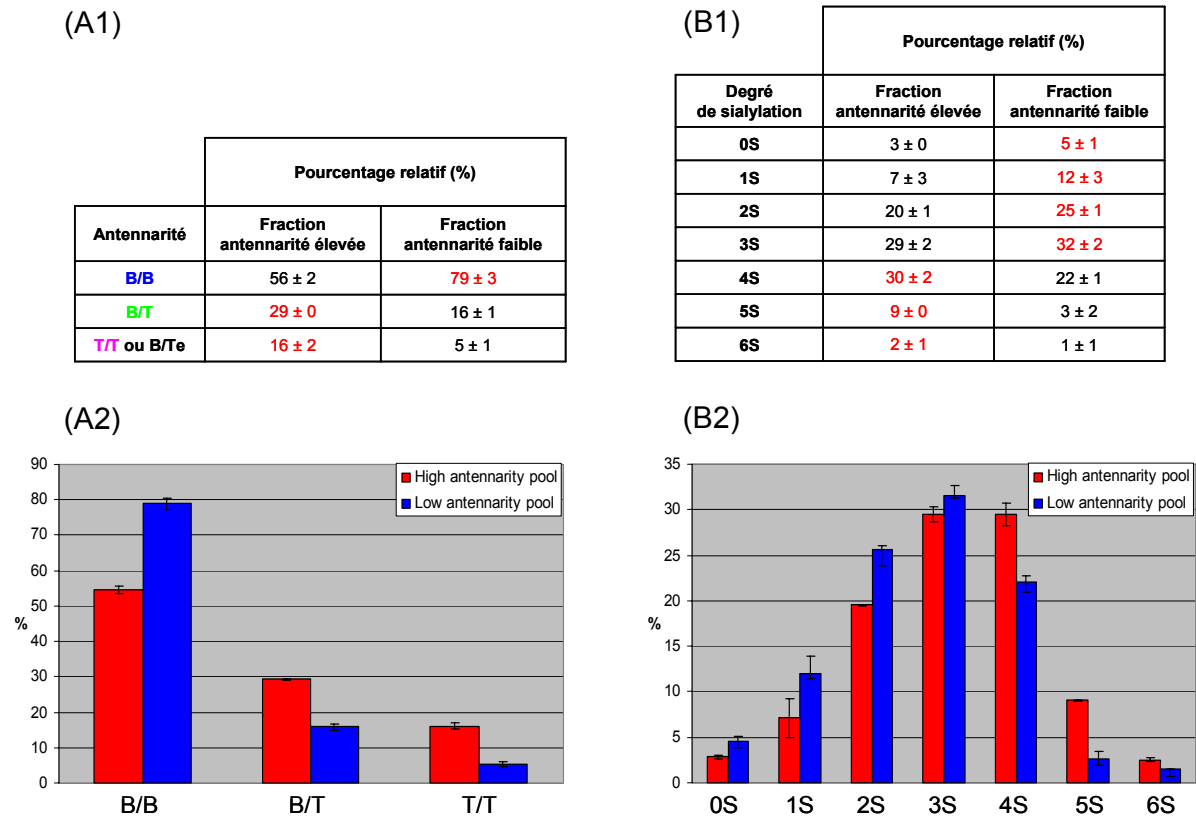 (A1)
Pourcentage relatif (%)
Antennarité
Fraction antennarité élevée
Fraction antennarité faible
B/B 56 ± 2 79 ± 3
B/T 29 ± 0 16 ± 1
T/T ou B/Te 16 ± 2 5 ± 1
(B1)
Pourcentage relatif (%)
Degré de sialylation
Fraction antennarité élevée
Fraction antennarité faible
0S 3 ± 0 5 ± 1
1S 7 ± 3 12 ± 3
2S 20 ± 1 25 ± 1
3S 29 ± 2 32 ± 2
4S 30 ± 2 22 ± 1
5S 9 ± 0 3 ± 2
6S 2 ± 1 1 ± 1
(A2)
90
80
70
60
50
40
30
20
10
0
%
High antennarity pool
Low antennarity pool
B/B B/T T/T
(B2)
35
30
25
20
15
10
5
0
%
High antennarity pool
Low antennarity pool
0S 1S 2S 3S 4S 5S 6S